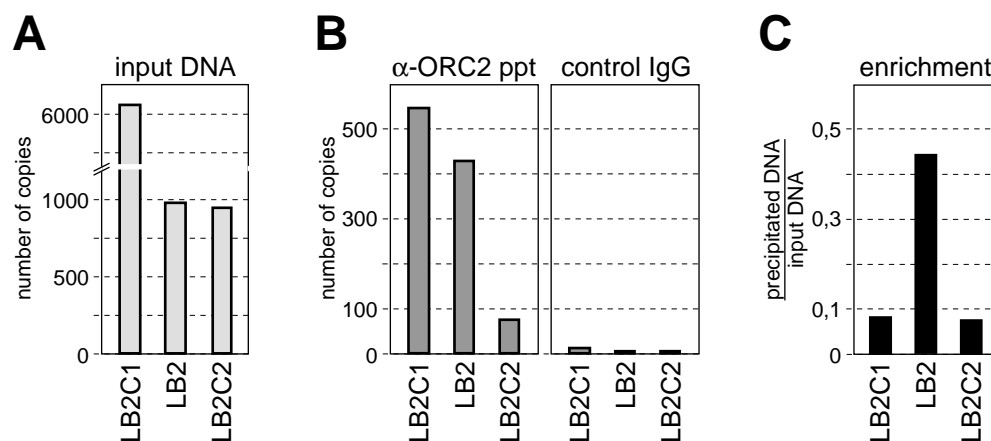 A
input DNA
number of copies
6000
1000
500
0
LB2C1
LB2
LB2C2
B
α-ORC2 ppt
control IgG
number of copies
500
300
100
0
LB2C1
LB2
LB2C2
LB2C1
LB2
LB2C2
C
enrichment
precipitated DNA
input DNA
0,5
0,3
0,1
0
LB2C1
LB2
LB2C2